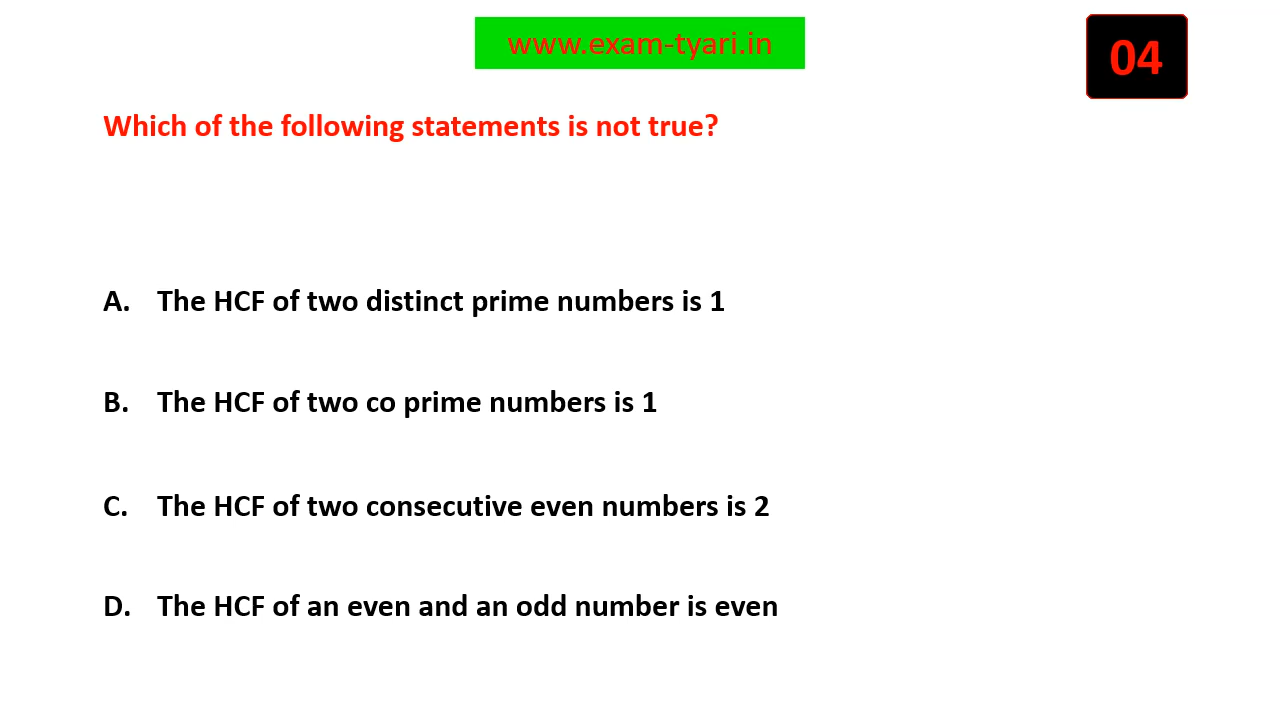 www.exam-tyari.in
04
Which of the following statements is not true?
A. The HCF of two distinct prime numbers is 1
B. The HCF of two co prime numbers is 1
C. The HCF of two consecutive even numbers is 2
D. The HCF of an even and an odd number is even